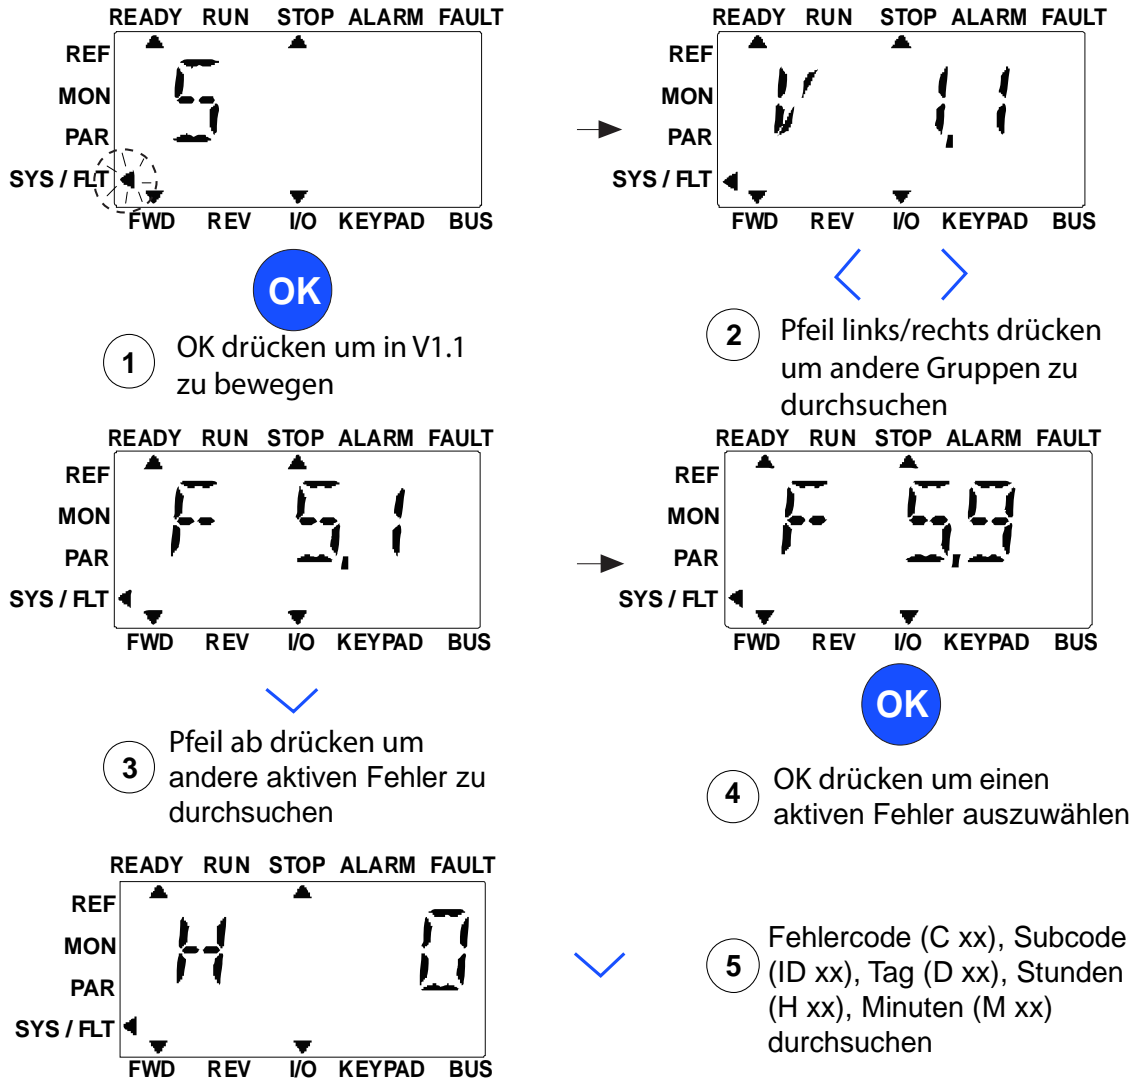 READY RUN STOP ALARM FAULT
REF
MON
PAR
SYS / FLT
S
FWD REV I/O KEYPAD BUS
READY RUN STOP ALARM FAULT
REF
MON
PAR
SYS / FLT
V 1.1
FWD REV I/O KEYPAD BUS
OK
1
OK drücken um in V1.1
zu bewegen
2
Pfeil links/rechts drücken
um andere Gruppen zu
durchsuchen
READY RUN STOP ALARM FAULT
REF
MON
PAR
SYS / FLT
F 5.1
FWD REV I/O KEYPAD BUS
READY RUN STOP ALARM FAULT
REF
MON
PAR
SYS / FLT
F 5.9
FWD REV I/O KEYPAD BUS
3
Pfeil ab drücken um
andere aktiven Fehler zu
durchsuchen
OK
4
OK drücken um einen
aktiven Fehler auszuwählen
READY RUN STOP ALARM FAULT
REF
MON
PAR
SYS / FLT
H 0
FWD REV I/O KEYPAD BUS
5
Fehlercode (C xx), Subcode
(ID xx), Tag (D xx), Stunden
(H xx), Minuten (M xx)
durchsuchen